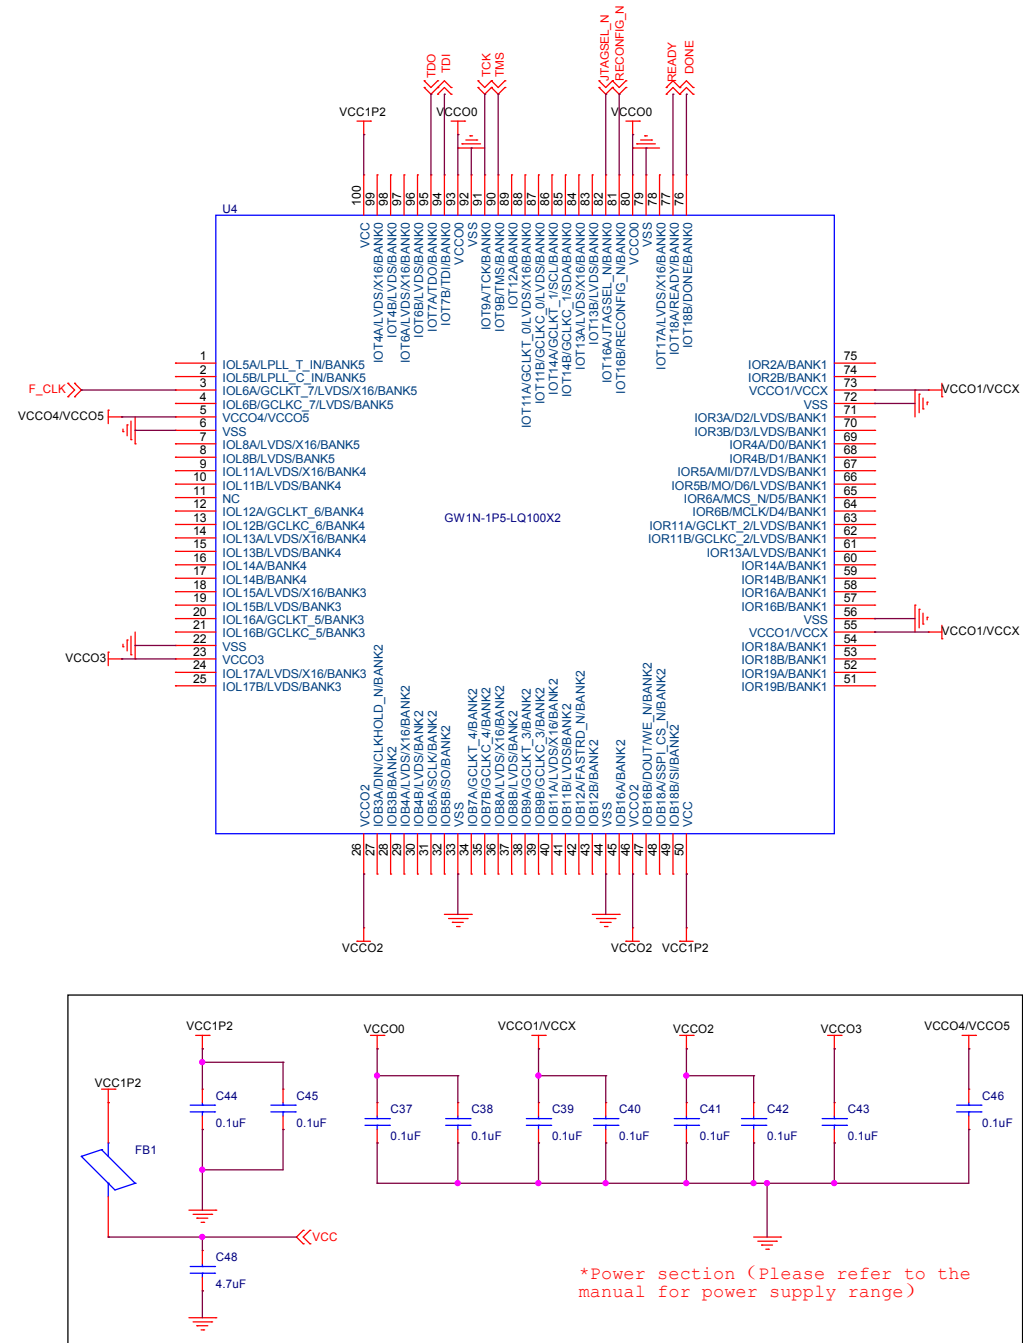 TDO
TDI
TCK
TMS
JTAGSEL_N
RECONFIG_N
READY
DONE
VCC1P2
VCCO0
VCCO0
100
99
98
97
96
95
94
93
92
91
90
89
88
87
86
85
84
83
82
81
80
79
78
77
76
U4
VCC
IOT4A/LVDS/X16/BANK0
IOT4B/LVDS/BANK0
IOT6A/LVDS/X16/BANK0
IOT6B/LVDS/BANK0
IOT7A/TDO/BANK0
IOT7B/TDI/BANK0
VCCO0
VSS
IOT9A/TCK/BANK0
IOT9B/TMS/BANK0
IOT12A/BANK0
IOT11A/GCLKT_0/LVDS/X16/BANK0
IOT11B/GCLKC_0/LVDS/BANK0
IOT14A/GCLKT_1/SCL/BANK0
IOT14B/GCLKC_1/SDA/BANK0
IOT13A/LVDS/X16/BANK0
IOT13B/LVDS/BANK0
IOT16A/JTAGSEL_N/BANK0
IOT16B/RECONFIG_N/BANK0
VCCO0
VSS
IOT17A/LVDS/X16/BANK0
IOT18A/READY/BANK0
IOT18B/DONE/BANK0
1 IOL5A/LPLL_T_IN/BANK5
2 IOL5B/LPLL_C_IN/BANK5
F_CLK 3 IOL6A/GCLKT_7/LVDS/X16/BANK5
4 IOL6B/GCLKC_7/LVDS/BANK5
VCCO4/VCCO5 5 VCCO4/VCCO5
6 VSS
7 IOL8A/LVDS/X16/BANK5
8 IOL8B/LVDS/BANK5
9 IOL11A/LVDS/X16/BANK4
10 IOL11B/LVDS/BANK4
11 NC
12 IOL12A/GCLKT_6/BANK4
13 IOL12B/GCLKC_6/BANK4
14 IOL13A/LVDS/X16/BANK4
15 IOL13B/LVDS/BANK4
16 IOL14A/BANK4
17 IOL14B/BANK4
18 IOL15A/LVDS/X16/BANK3
19 IOL15B/LVDS/BANK3
20 IOL16A/GCLKT_5/BANK3
21 IOL16B/GCLKC_5/BANK3
22 VSS
VCCO3 23 VCCO3
24 IOL17A/LVDS/X16/BANK3
25 IOL17B/LVDS/BANK3
GW1N-1P5-LQ100X2
IOR2A/BANK1 75
IOR2B/BANK1 74
VCCO1/VCCX 73 VCCO1/VCCX
VSS 72
IOR3A/D2/LVDS/BANK1 71
IOR3B/D3/LVDS/BANK1 70
IOR4A/D0/BANK1 69
IOR4B/D1/BANK1 68
IOR5A/MI/D7/LVDS/BANK1 67
IOR5B/MO/D6/LVDS/BANK1 66
IOR6A/MCS_N/D5/BANK1 65
IOR6B/MCLK/D4/BANK1 64
IOR11A/GCLKT_2/LVDS/BANK1 63
IOR11B/GCLKC_2/LVDS/BANK1 62
IOR13A/LVDS/BANK1 61
IOR14A/BANK1 60
IOR14B/BANK1 59
IOR16A/BANK1 58
IOR16B/BANK1 57
VSS 56
VCCO1/VCCX 55 VCCO1/VCCX
IOR18A/BANK1 54
IOR18B/BANK1 53
IOR19A/BANK1 52
IOR19B/BANK1 51
VCCO2
IOB3A/DIN/CLKHOLD_N/BANK2
IOB3B/BANK2
IOB4A/LVDS/X16/BANK2
IOB4B/LVDS/BANK2
IOB5A/SCLK/BANK2
IOB5B/SO/BANK2
VSS
IOB7A/GCLKT_4/BANK2
IOB7B/GCLKC_4/BANK2
IOB8A/LVDS/X16/BANK2
IOB8B/LVDS/BANK2
IOB9A/GCLKT_3/BANK2
IOB9B/GCLKC_3/BANK2
IOB11A/LVDS/X16/BANK2
IOB11B/LVDS/BANK2
IOB12A/FASTRD_N/BANK2
IOB12B/BANK2
VSS
IOB16A/BANK2
VCCO2
IOB16B/DOUT/WE_N/BANK2
IOB18A/SSPI_CS_N/BANK2
IOB18B/SI/BANK2
VCC
26
27
28
29
30
31
32
33
34
35
36
37
38
39
40
41
42
43
44
45
46
47
48
49
50
VCCO2
VCCO2
VCC1P2
VCC1P2
VCCO0
VCCO1/VCCX
VCCO2
VCCO3
VCCO4/VCCO5
VCC1P2
C44
0.1uF
C45
0.1uF
C37
0.1uF
C38
0.1uF
C39
0.1uF
C40
0.1uF
C41
0.1uF
C42
0.1uF
C43
0.1uF
C46
0.1uF
FB1
VCC
C48
4.7uF
*Power section (Please refer to the
manual for power supply range)